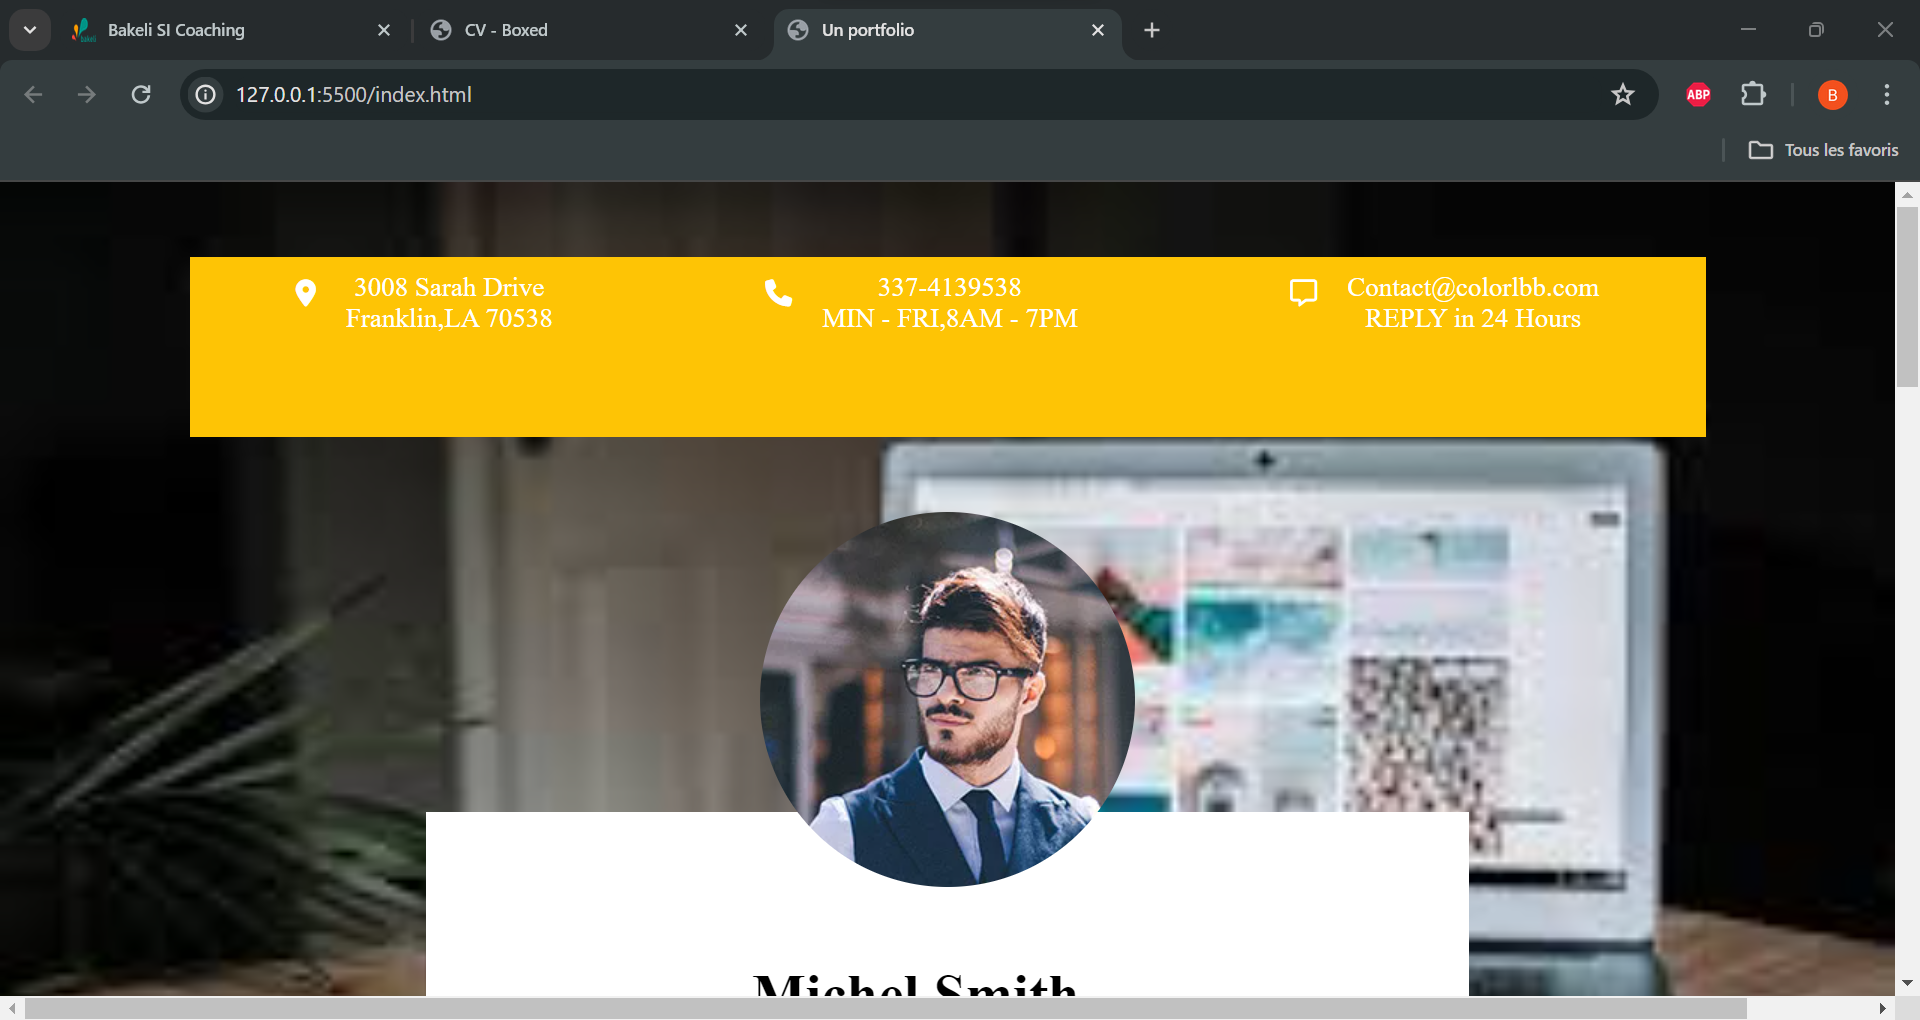 Bakeli SI Coaching
CV - Boxed
Un portfolio
127.0.0.1:5500/index.html
ABP
B
Tous les favoris
3008 Sarah Drive
Franklin,LA 70538
337-4139538
MIN - FRI,8AM - 7PM
Contact@colorlbb.com
REPLY in 24 Hours
Michel Smith